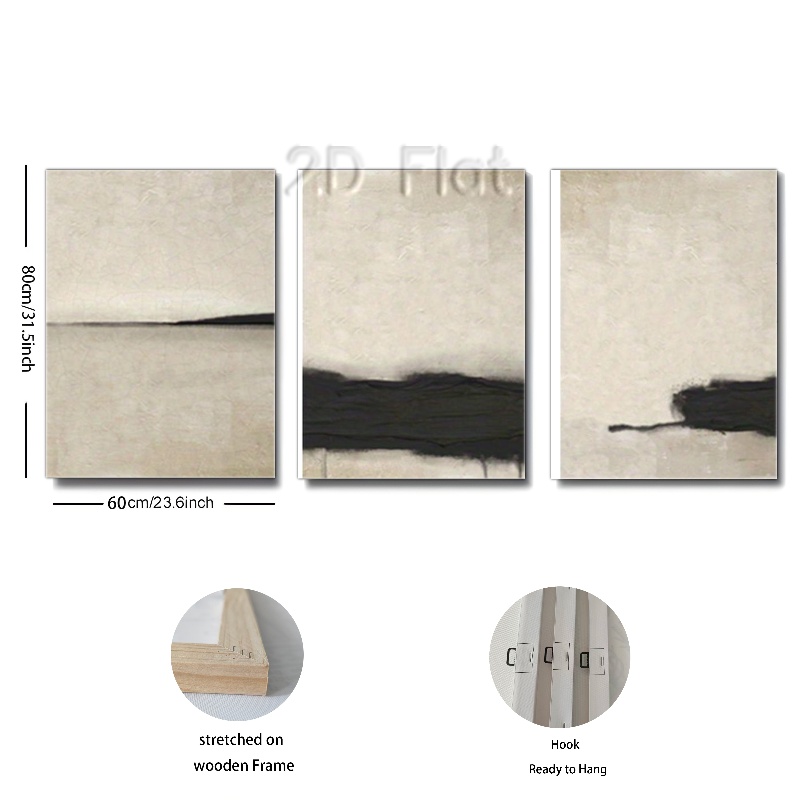 2D Flat
80cm/31.5inch
60cm/23.6inch
stretched on
wooden Frame
Hook
Ready to Hang